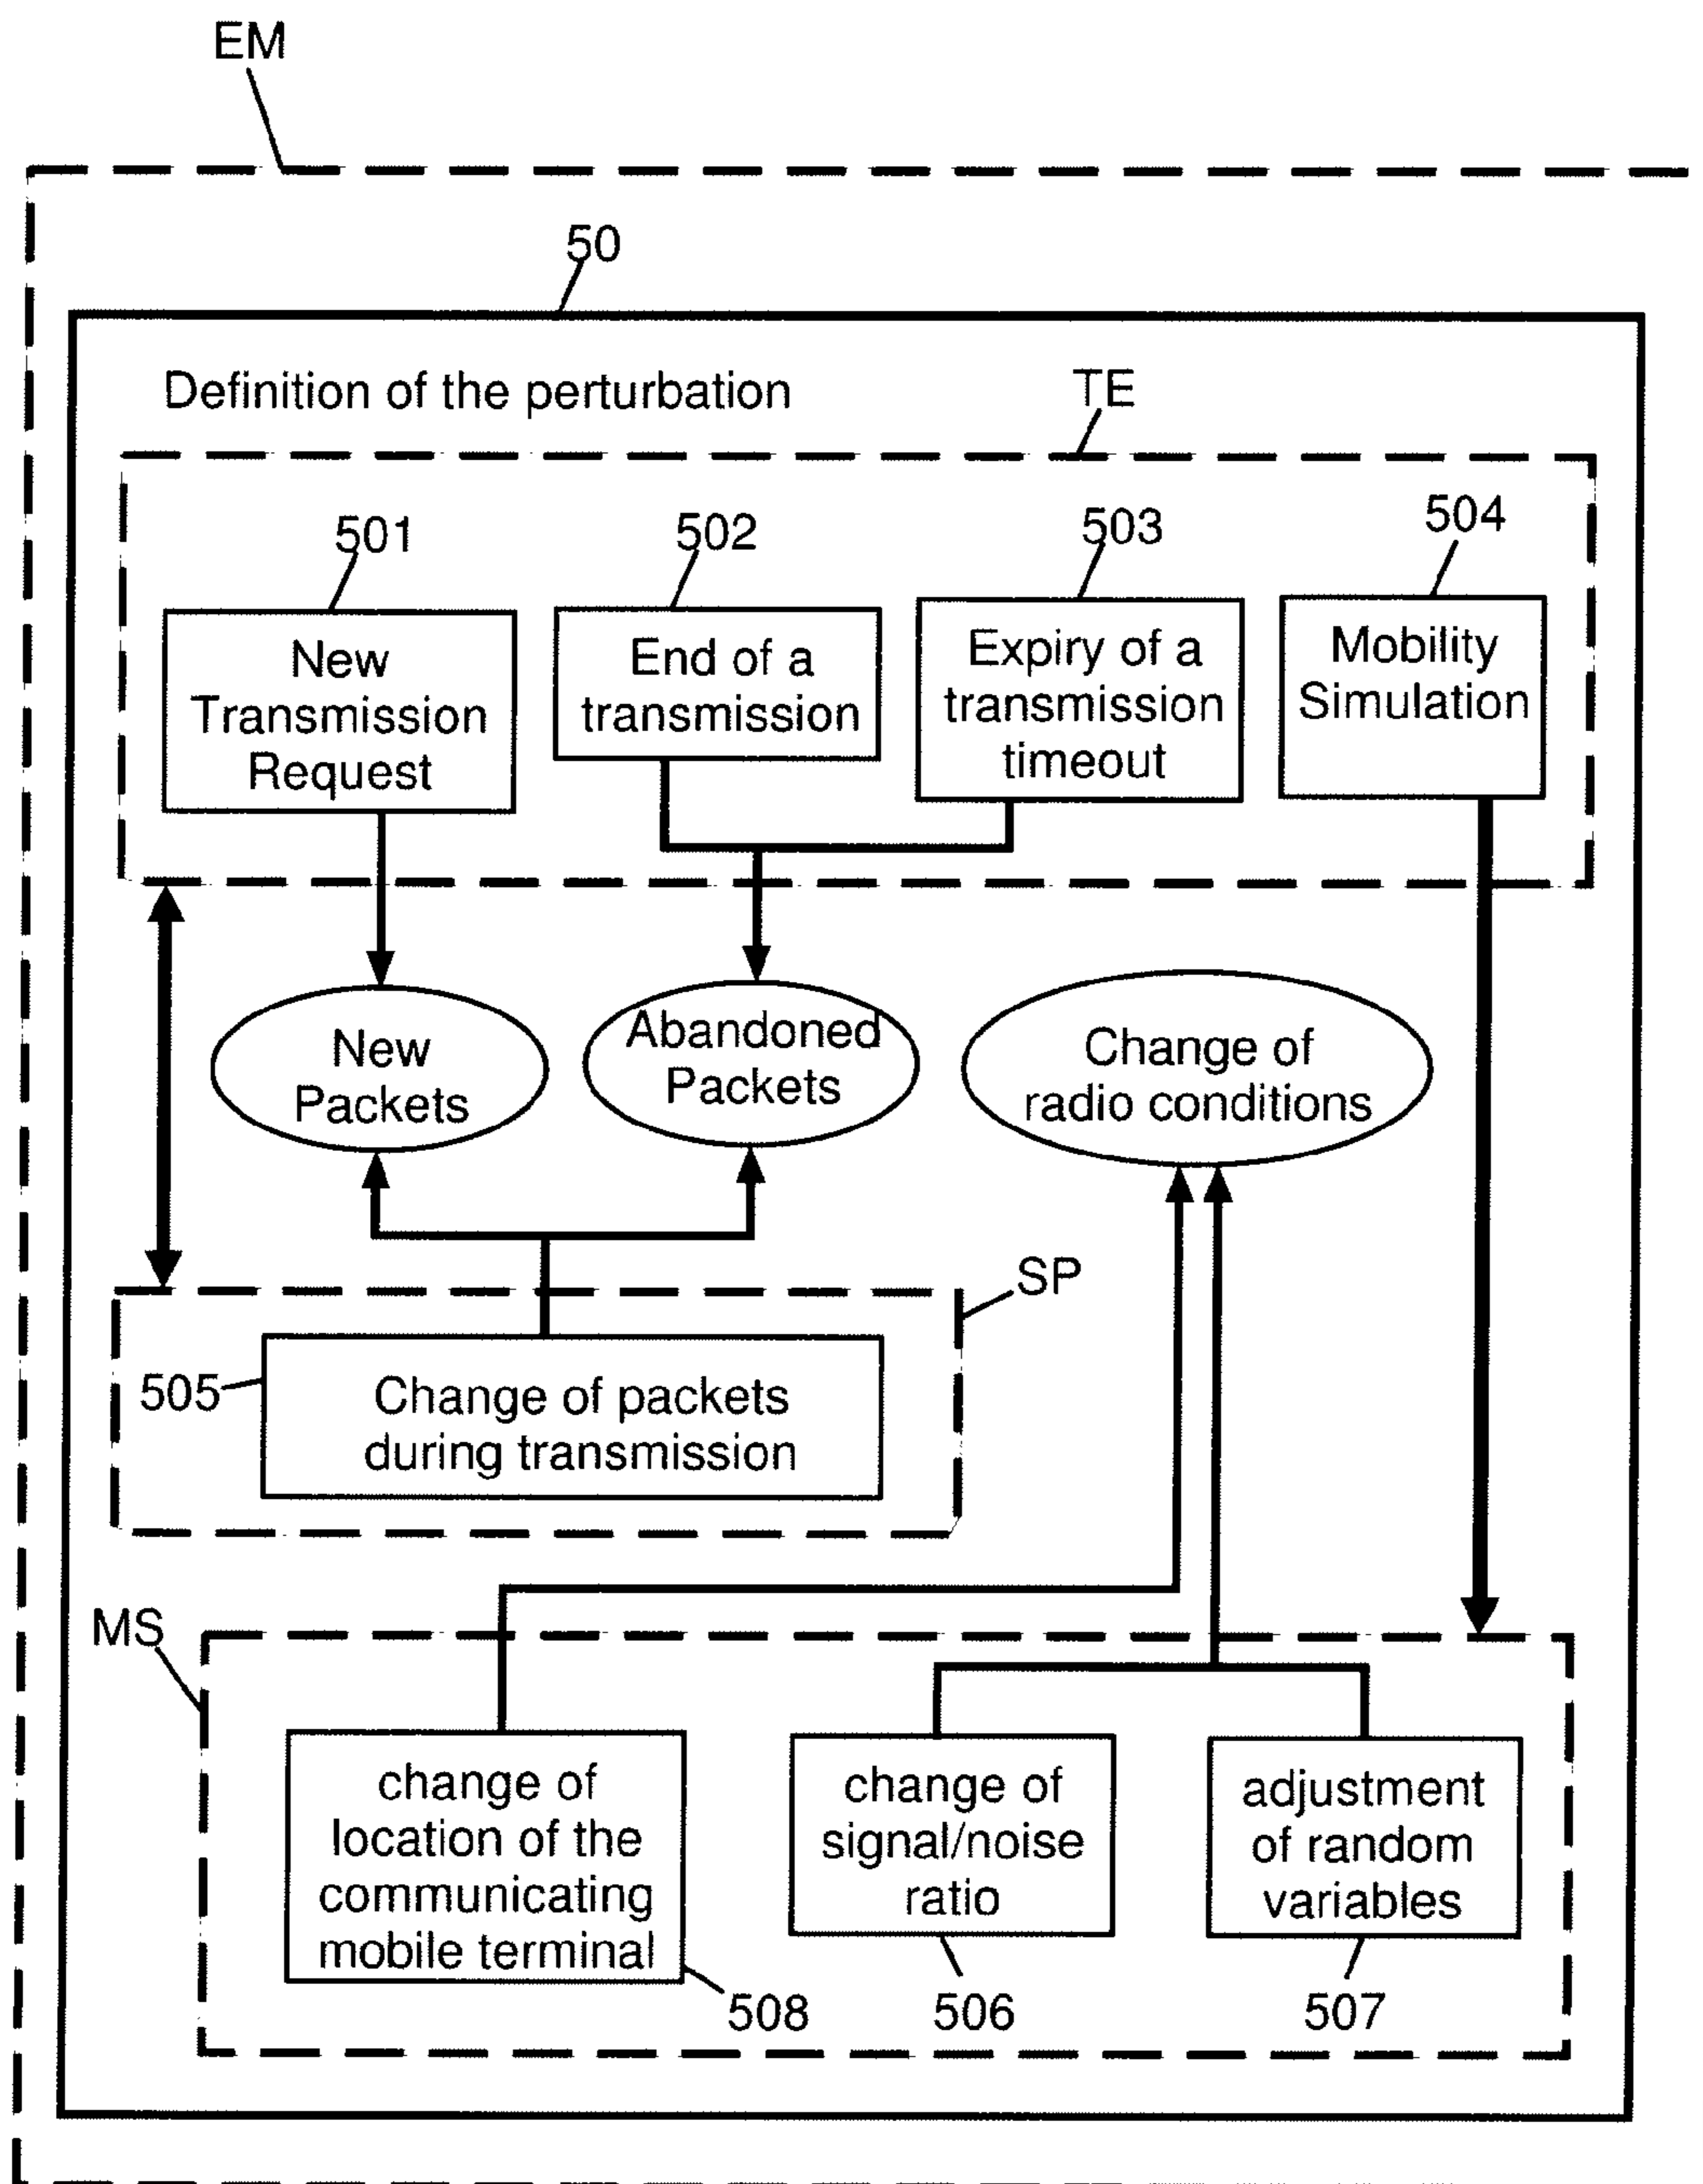 EM
50
Definition of the perturbation
TE
501
502
503
504
New
Transmission
Request
End of a
transmission
Expiry of a
transmission
timeout
Mobility
Simulation
New
Packets
Abandoned
Packets
Change of
radio conditions
SP
505
Change of packets
during transmission
MS
change of
location of the
communicating
mobile terminal
change of
signal/noise
ratio
adjustment
of random
variables
508
506
507